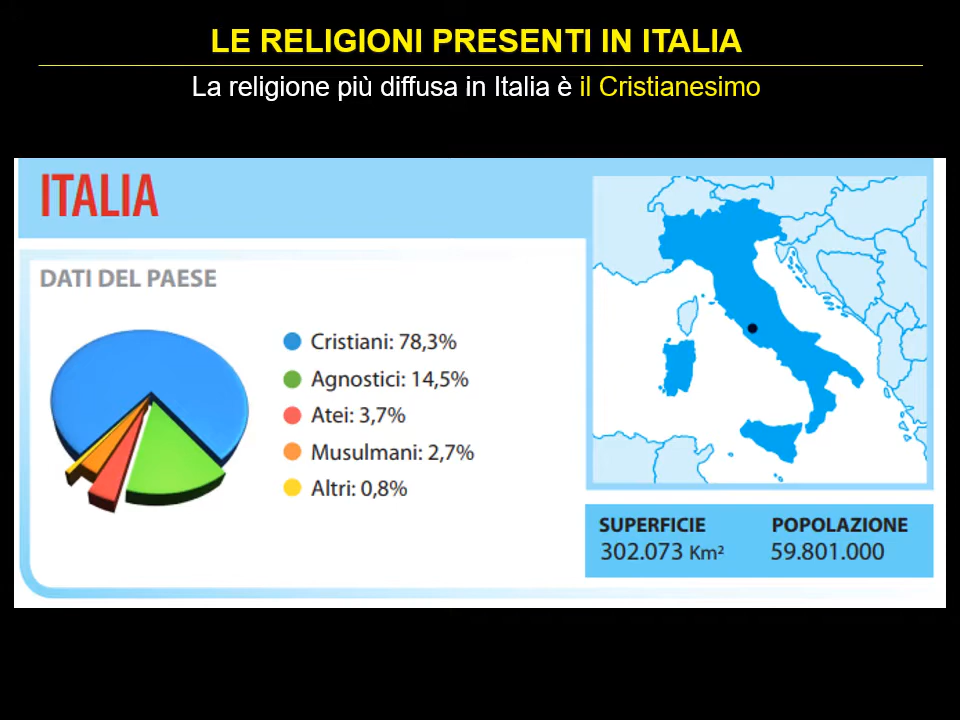 LE RELIGIONI PRESENTI IN ITALIA
La religione più diffusa in Italia è il Cristianesimo
ITALIA
DATI DEL PAESE
Cristiani: 78,3%
Agnostici: 14,5%
Atei: 3,7%
Musulmani: 2,7%
Altri: 0,8%
SUPERFICIE
302.073 Km²
POPOLAZIONE
59.801.000